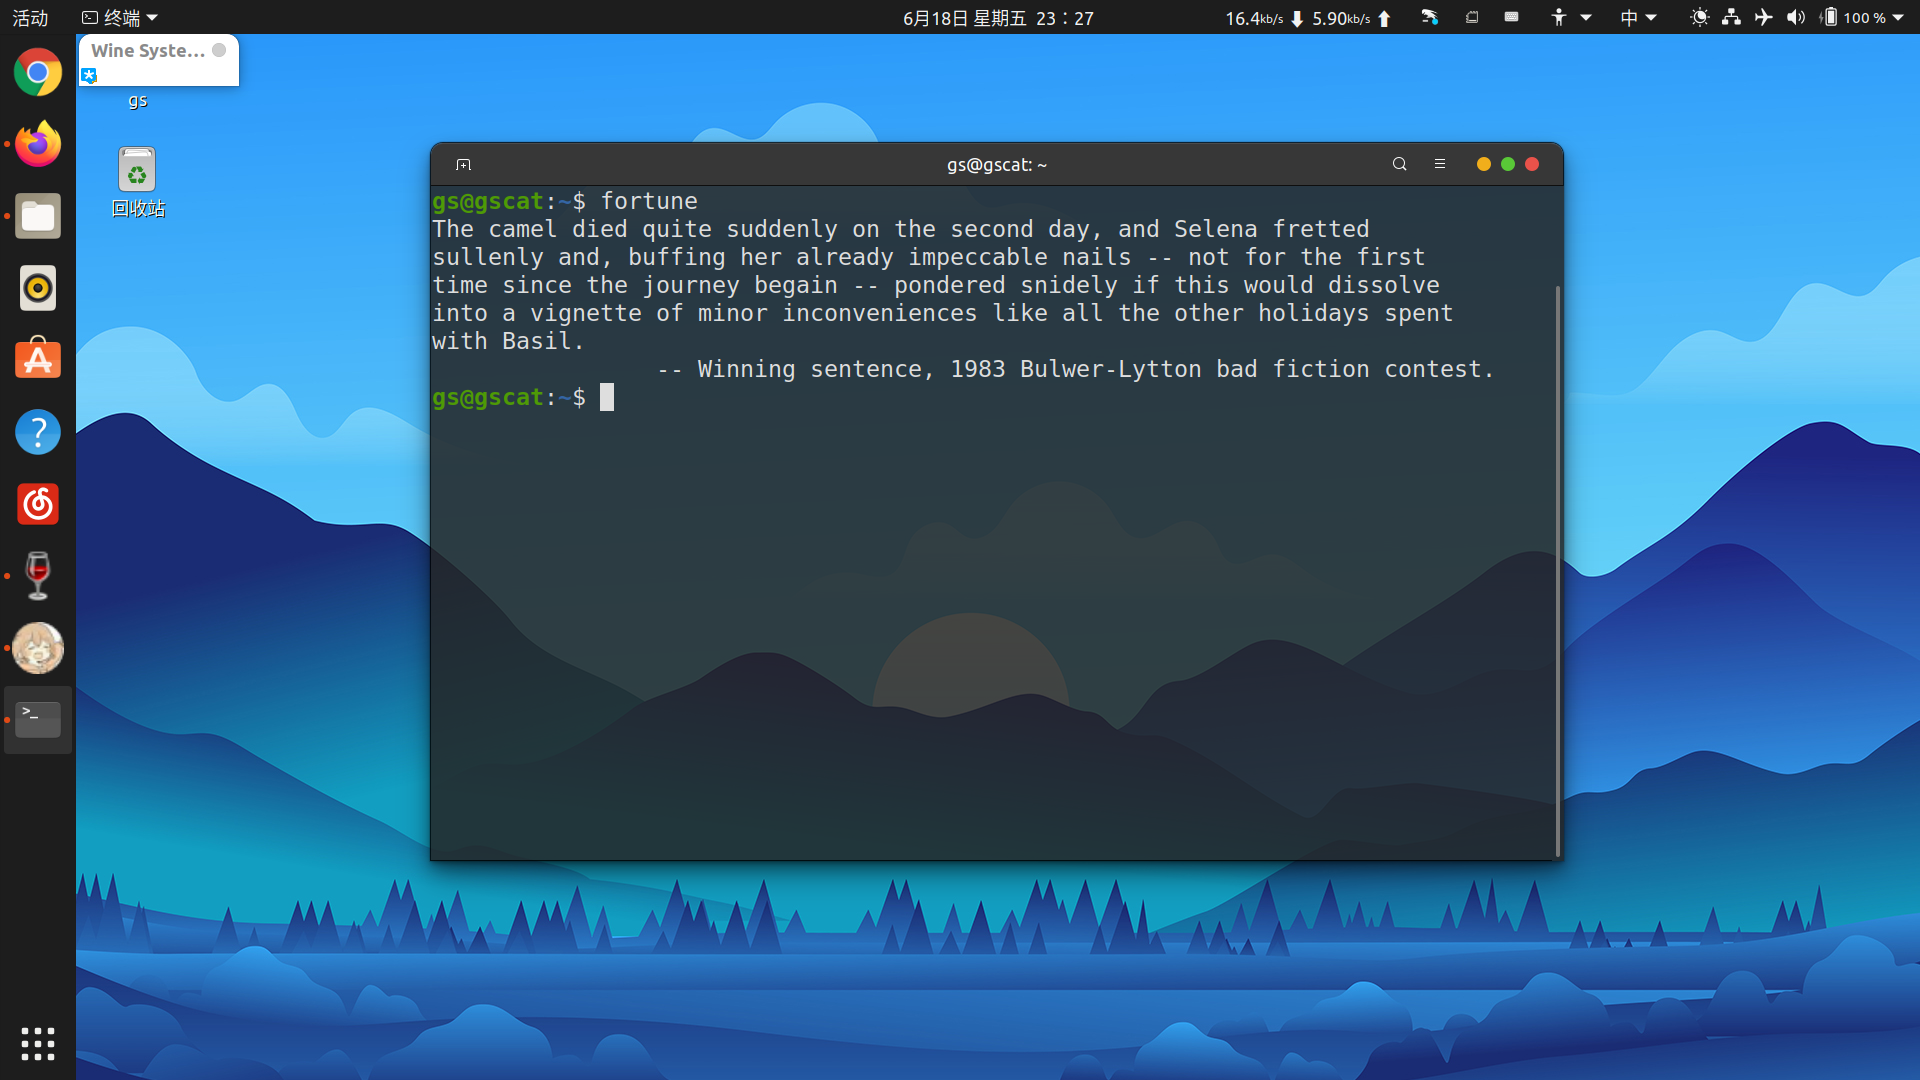 活动
终端
6月18日 星期五 23：27
16.4kb/s 5.90kb/s
中
100 %
Wine Syste...
gs
回收站
gs@gscat: ~
gs@gscat:~$ fortune
The camel died quite suddenly on the second day, and Selena fretted
sullenly and, buffing her already impeccable nails -- not for the first
time since the journey begain -- pondered snidely if this would dissolve
into a vignette of minor inconveniences like all the other holidays spent
with Basil.
-- Winning sentence, 1983 Bulwer-Lytton bad fiction contest.
gs@gscat:~$